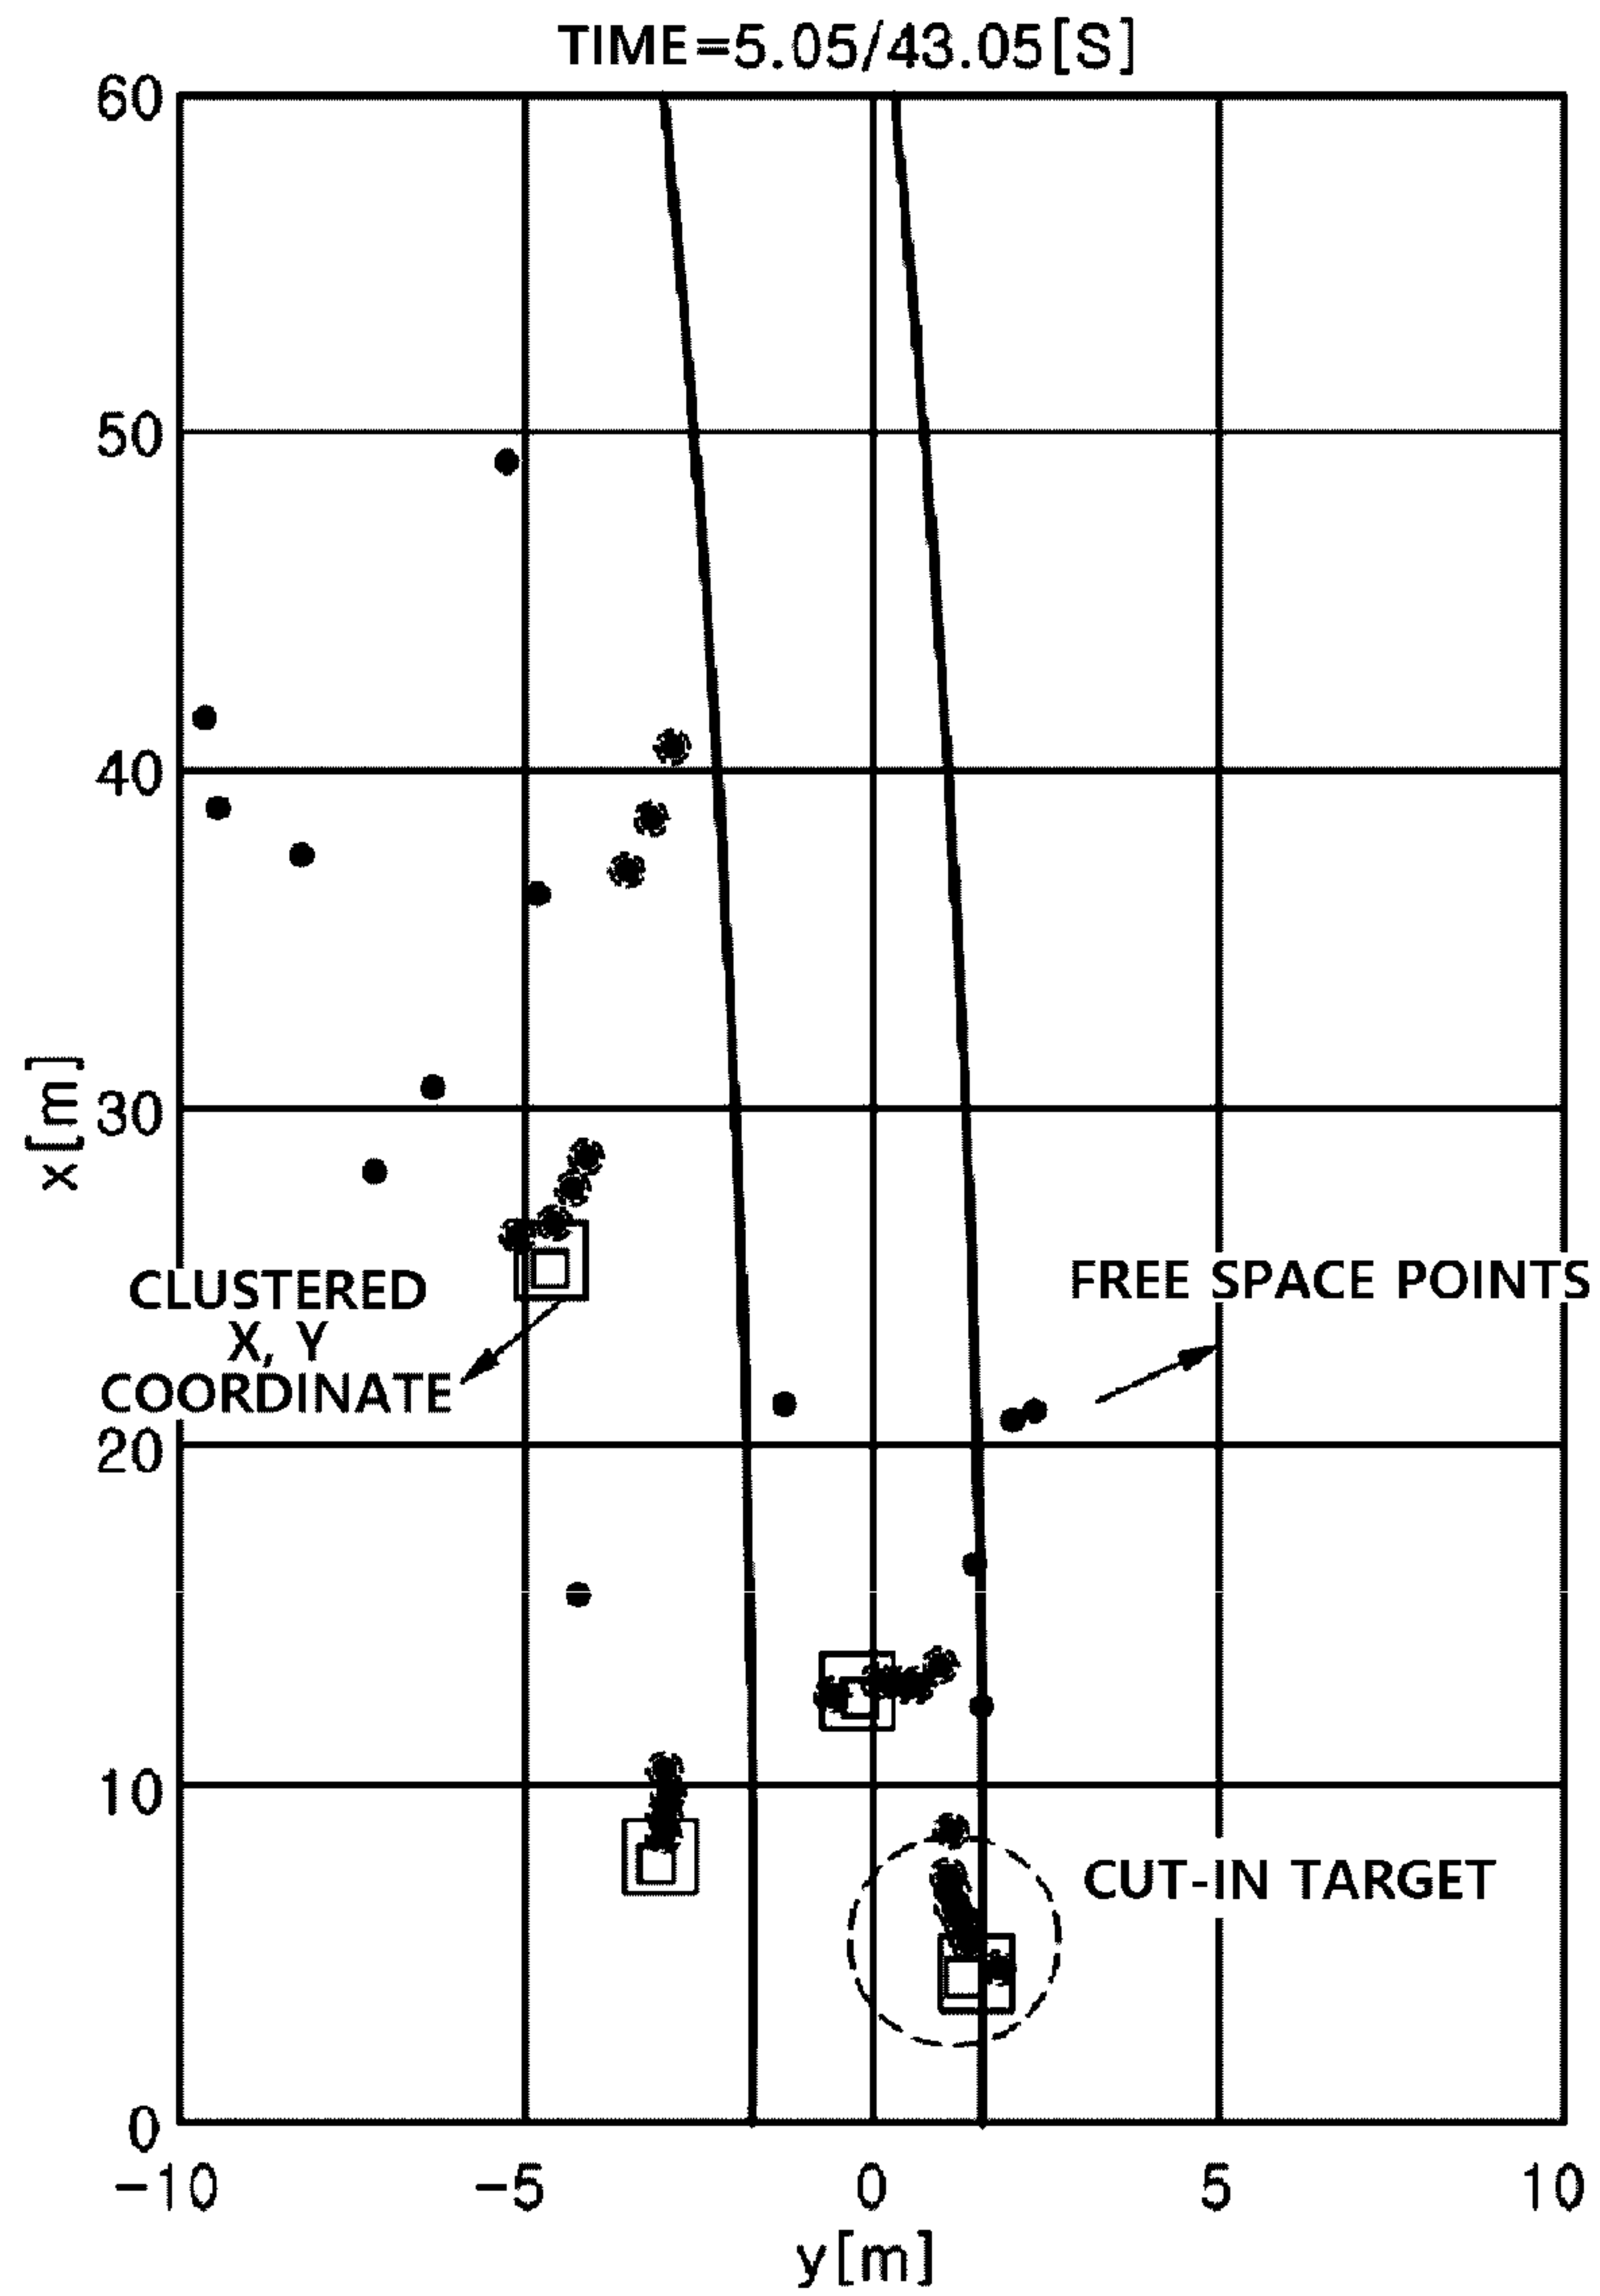 TIME=5.05/43.05[S]
60
50
40
30
20
10
0
x[m]
CLUSTERED
X, Y
COORDINATE
FREE SPACE POINTS
CUT-IN TARGET
-10 -5 0 5 10
y[m]